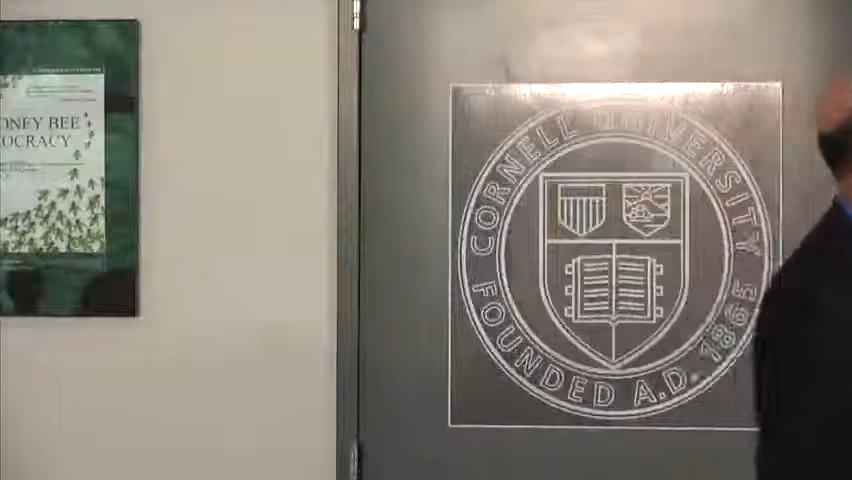 ONEY BEE
OCRACY
CORNELL UNIVERSITY
FOUNDED A.D. 1865